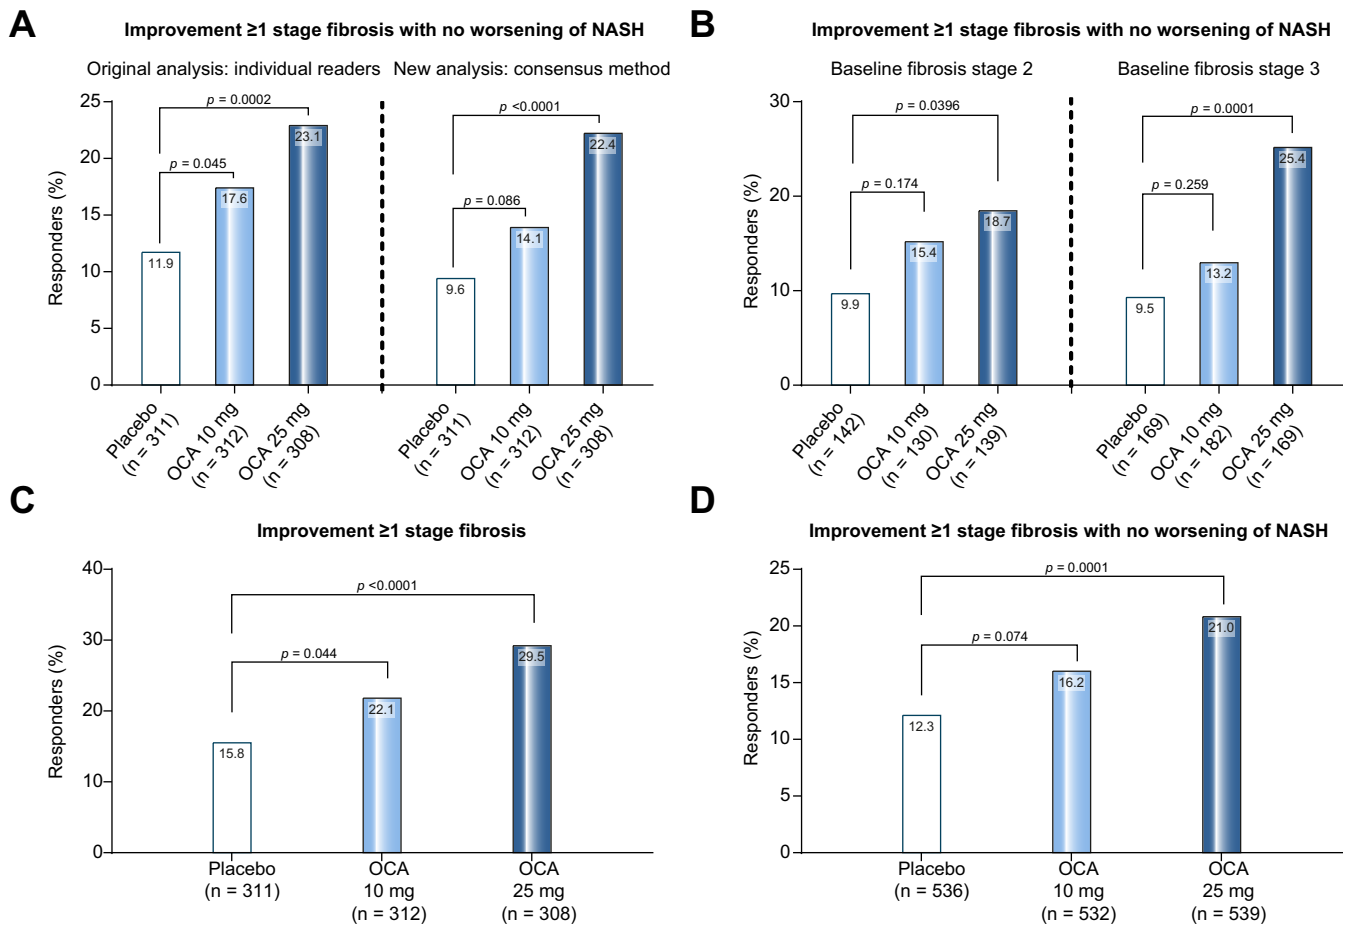 A
Improvement ≥1 stage fibrosis with no worsening of NASH
Original analysis: individual readers
New analysis: consensus method
Responders (%)
25
20
15
10
5
0
p = 0.0002
p = 0.045
11.9
17.6
23.1
p <0.0001
p = 0.086
9.6
14.1
22.4
Placebo
(n = 311)
OCA 10 mg
(n = 312)
OCA 25 mg
(n = 308)
Placebo
(n = 311)
OCA 10 mg
(n = 312)
OCA 25 mg
(n = 308)
B
Improvement ≥1 stage fibrosis with no worsening of NASH
Baseline fibrosis stage 2
Baseline fibrosis stage 3
Responders (%)
30
20
10
0
p = 0.0396
p = 0.174
9.9
15.4
18.7
p = 0.0001
p = 0.259
9.5
13.2
25.4
Placebo
(n = 142)
OCA 10 mg
(n = 130)
OCA 25 mg
(n = 139)
Placebo
(n = 169)
OCA 10 mg
(n = 182)
OCA 25 mg
(n = 169)
C
Improvement ≥1 stage fibrosis
Responders (%)
40
30
20
10
0
p <0.0001
p = 0.044
15.8
22.1
29.5
Placebo
(n = 311)
OCA
10 mg
(n = 312)
OCA
25 mg
(n = 308)
D
Improvement ≥1 stage fibrosis with no worsening of NASH
Responders (%)
25
20
15
10
5
0
p = 0.0001
p = 0.074
12.3
16.2
21.0
Placebo
(n = 536)
OCA
10 mg
(n = 532)
OCA
25 mg
(n = 539)